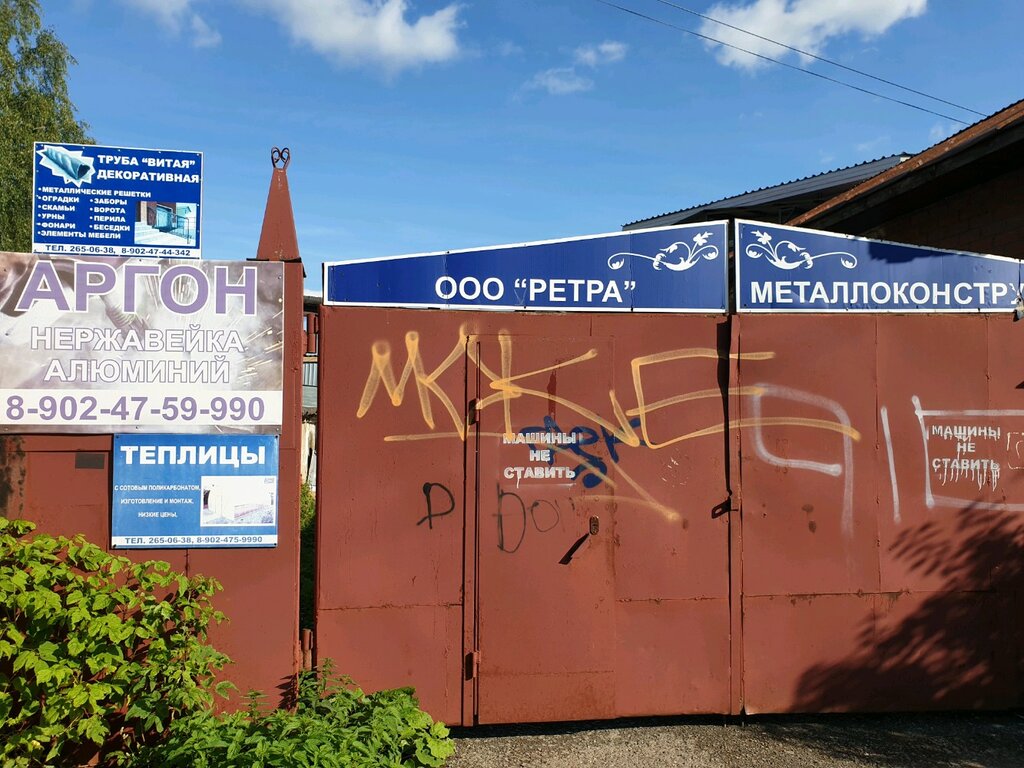 ТРУБА "ВИТАЯ"
ДЕКОРАТИВНАЯ
• МЕТАЛЛИЧЕСКИЕ РЕШЕТКИ
• ОГРАДКИ • ЗАБОРЫ
• СКАМЬИ • ВОРОТА
• УРНЫ • ПЕРИЛА
• ФОНАРИ • БЕСЕДКИ
• ЭЛЕМЕНТЫ МЕБЕЛИ
ТЕЛ. 265-06-38, 8-902-47-44-342
АРГОН
НЕРЖАВЕЙКА
АЛЮМИНИЙ
8-902-47-59-990
ТЕПЛИЦЫ
С СОТОВЫМ ПОЛИКАРБОНАТОМ,
ИЗГОТОВЛЕНИЕ И МОНТАЖ,
НИЗКИЕ ЦЕНЫ.
ТЕЛ. 265-06-38, 8-902-475-9990
ООО "РЕТРА"
МЕТАЛЛОКОНСТРУ
МАШИНЫ
НЕ
СТАВИТЬ
МАШИНЫ
НЕ
СТАВИТЬ